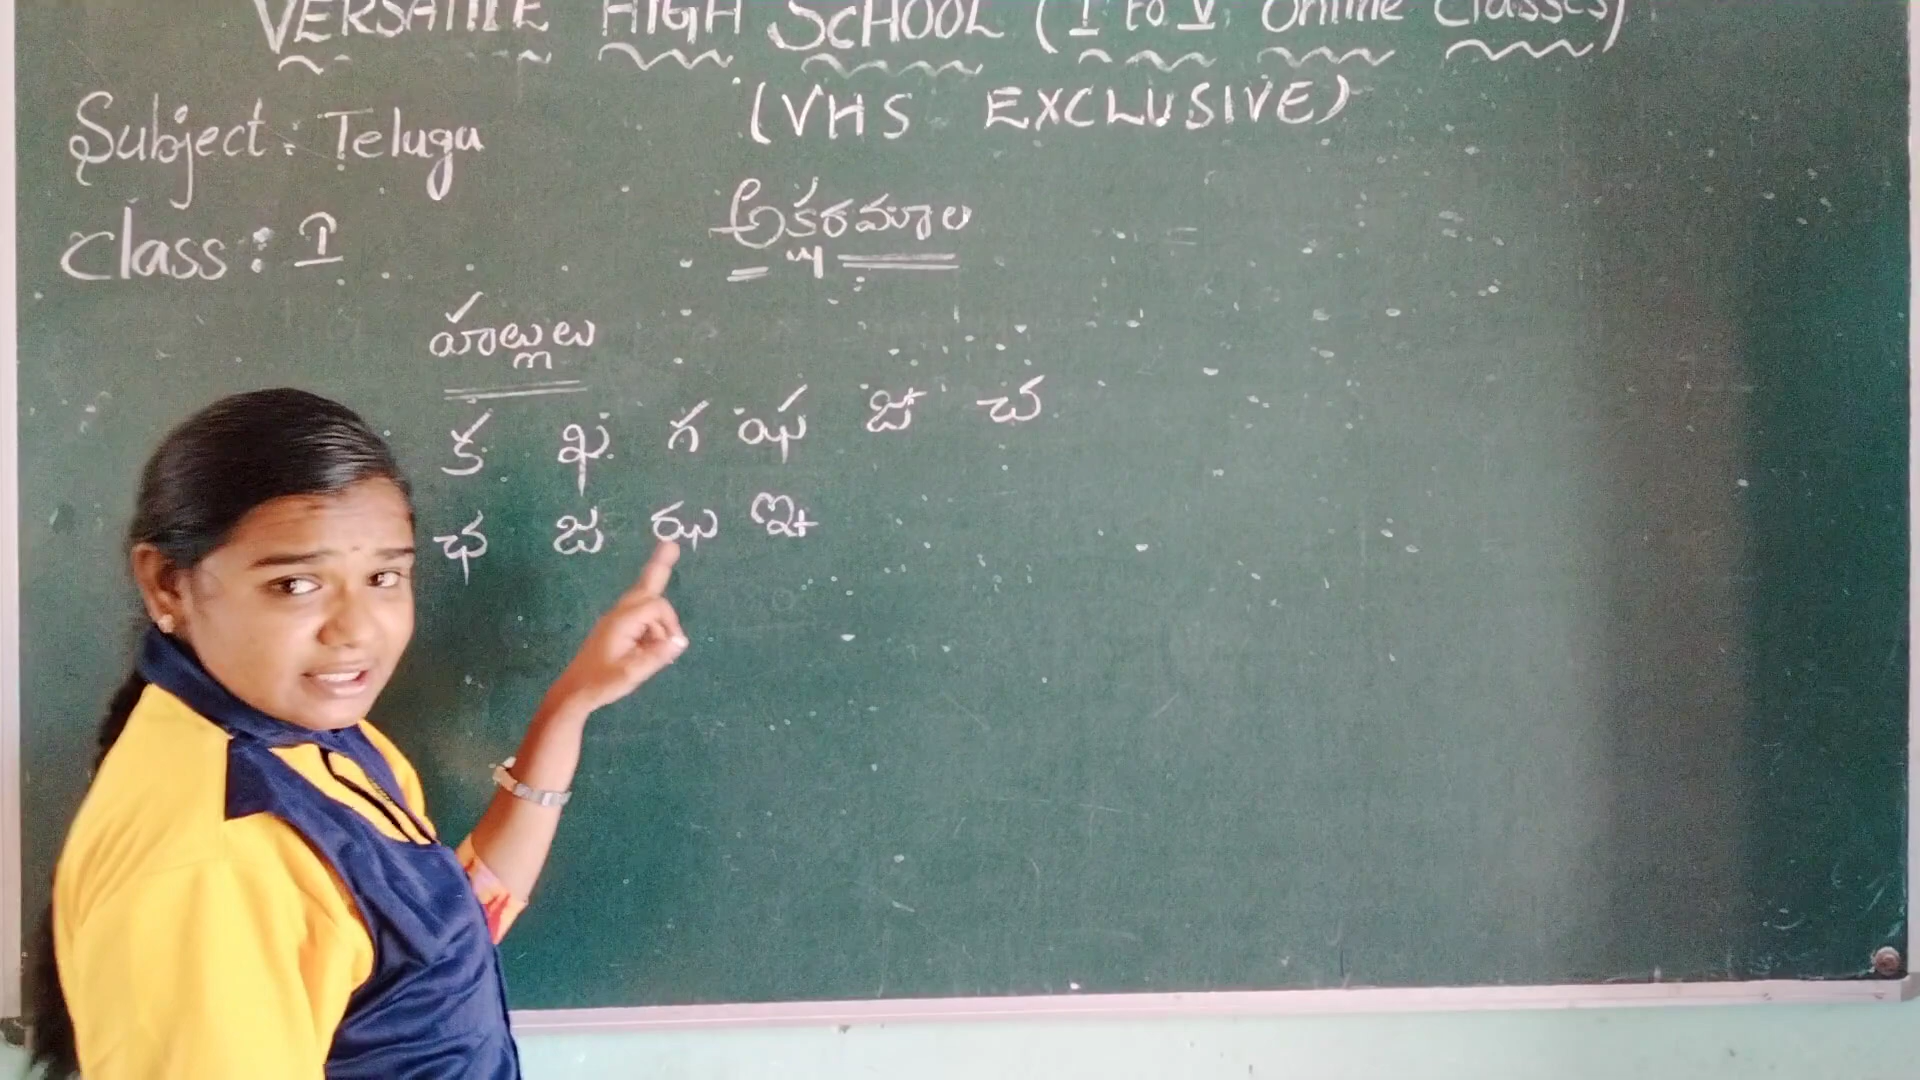 VERSATILE HIGH SCHOOL (I to V Online Classes)
(VHS EXCLUSIVE)
Subject: Telugu
Class: I
అక్షరమాల
హల్లులు
క ఖ గ ఘ ఙ చ
ఛ జ ఝ ఞ